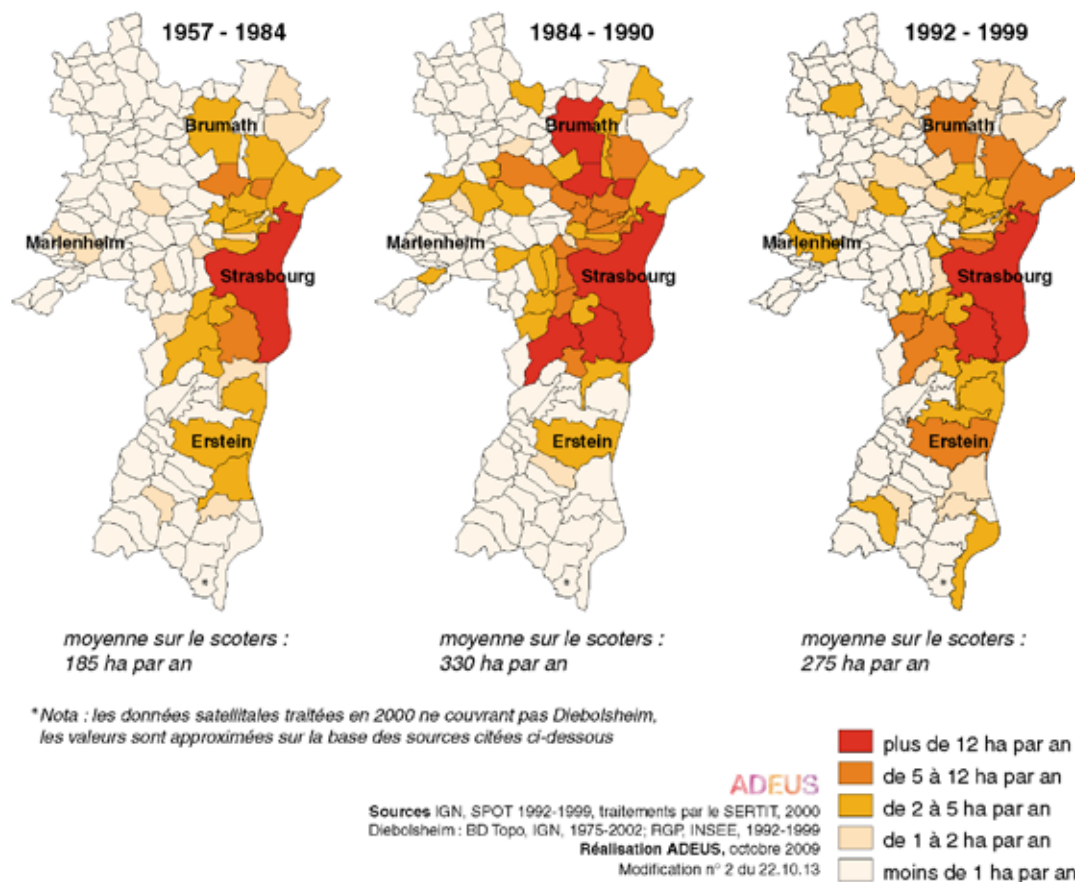 1957 - 1984
1984 - 1990
1992 - 1999
Brumath
Brumath
Brumath
Marlenheim
Marlenheim
Marlenheim
Strasbourg
Strasbourg
Strasbourg
Erstein
Erstein
Erstein
*
*
*
moyenne sur le scoters :
185 ha par an
moyenne sur le scoters :
330 ha par an
moyenne sur le scoters :
275 ha par an
* Nota : les données satellitales traitées en 2000 ne couvrant pas Diebolsheim,
les valeurs sont approximées sur la base des sources citées ci-dessous
plus de 12 ha par an
de 5 à 12 ha par an
de 2 à 5 ha par an
de 1 à 2 ha par an
moins de 1 ha par an
ADEUS
Sources IGN, SPOT 1992-1999, traitements par le SERTIT, 2000
Diebolsheim : BD Topo, IGN, 1975-2002; RGP, INSEE, 1992-1999
Réalisation ADEUS, octobre 2009
Modification n° 2 du 22.10.13